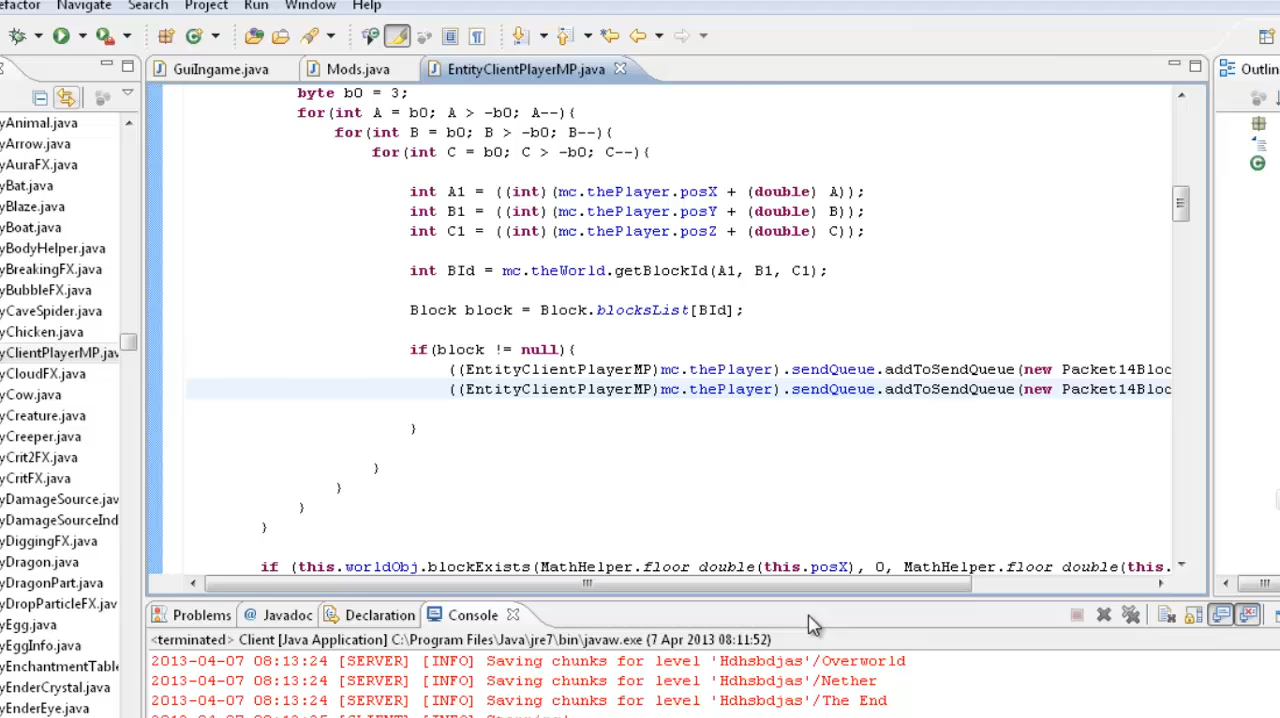 efactor Navigate Search Project Run Window Help
GuiIngame.java Mods.java EntityClientPlayerMP.java
Outlin
yAnimal.java
yArrow.java
yAuraFX.java
yBat.java
yBlaze.java
yBoat.java
yBodyHelper.java
yBreakingFX.java
yBubbleFX.java
yCaveSpider.java
yChicken.java
yClientPlayerMP.jav
yCloudFX.java
yCow.java
yCreature.java
yCreeper.java
yCrit2FX.java
yCritFX.java
yDamageSource.jav
yDamageSourceInd
yDiggingFX.java
yDragon.java
yDragonPart.java
yDropParticleFX.jav
yEgg.java
yEggInfo.java
yEnchantmentTable
yEnderCrystal.java
yEnderEye.java
byte b0 = 3;
for(int A = b0; A > -b0; A--){
for(int B = b0; B > -b0; B--){
for(int C = b0; C > -b0; C--){
int A1 = ((int)(mc.thePlayer.posX + (double) A));
int B1 = ((int)(mc.thePlayer.posY + (double) B));
int C1 = ((int)(mc.thePlayer.posZ + (double) C));
int BId = mc.theWorld.getBlockId(A1, B1, C1);
Block block = Block.blocksList[BId];
if(block != null){
((EntityClientPlayerMP)mc.thePlayer).sendQueue.addToSendQueue(new Packet14Bloc
((EntityClientPlayerMP)mc.thePlayer).sendQueue.addToSendQueue(new Packet14Bloc
}
}
}
}
}
if (this.worldObj.blockExists(MathHelper.floor_double(this.posX), 0, MathHelper.floor_double(this.
Problems @ Javadoc Declaration Console
<terminated> Client [Java Application] C:\Program Files\Java\jre7\bin\javaw.exe (7 Apr 2013 08:11:52)
2013-04-07 08:13:24 [SERVER] [INFO] Saving chunks for level 'Hdhsbdjas'/Overworld
2013-04-07 08:13:24 [SERVER] [INFO] Saving chunks for level 'Hdhsbdjas'/Nether
2013-04-07 08:13:24 [SERVER] [INFO] Saving chunks for level 'Hdhsbdjas'/The End